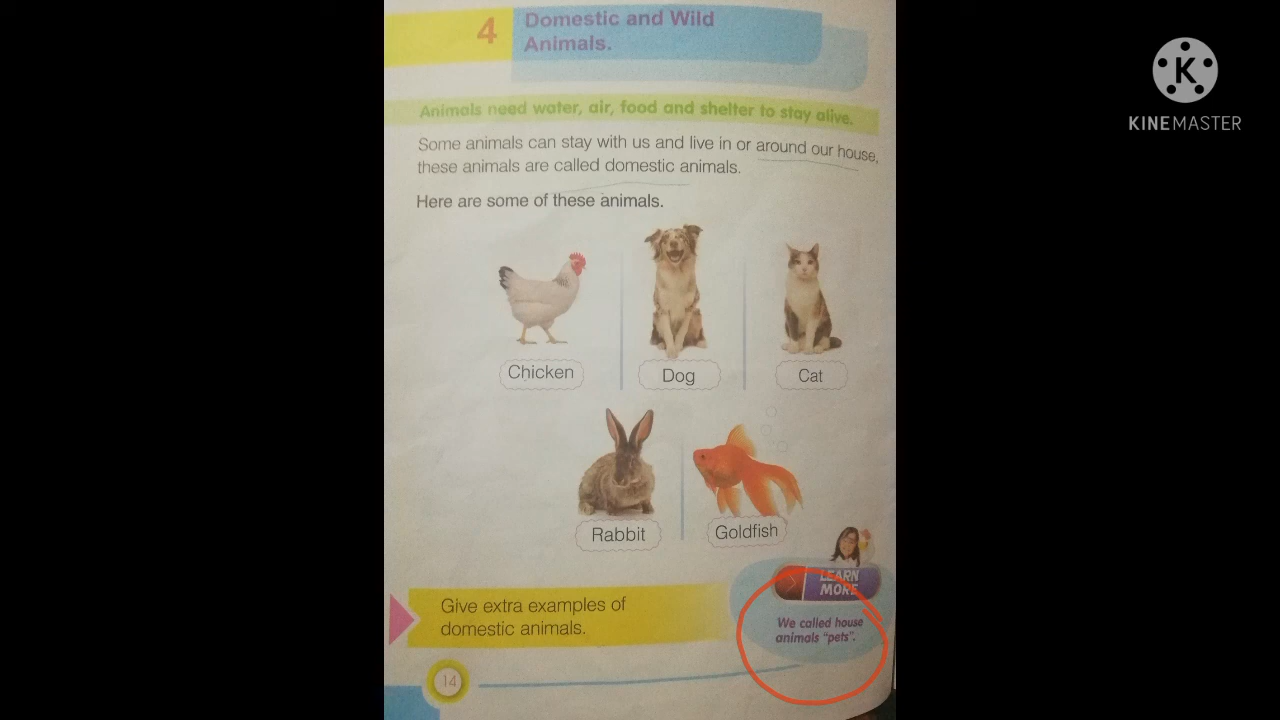 4
Domestic and Wild
Animals.
K
KINEMASTER
Animals need water, air, food and shelter to stay alive.
Some animals can stay with us and live in or around our house,
these animals are called domestic animals.
Here are some of these animals.
Chicken
Dog
Cat
Rabbit
Goldfish
LEARN
MORE
Give extra examples of
domestic animals.
We called house
animals "pets".
14